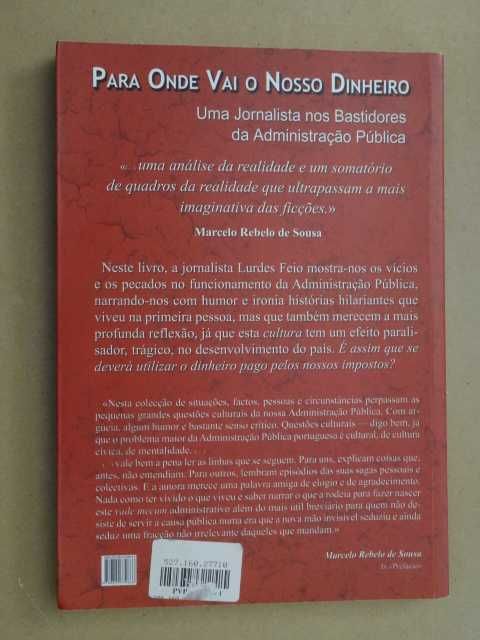 PARA ONDE VAI O NOSSO DINHEIRO
Uma Jornalista nos Bastidores
da Administração Pública
«... uma análise da realidade e um somatório
de quadros da realidade que ultrapassam a mais
imaginativa das ficções.»
Marcelo Rebelo de Sousa
Neste livro, a jornalista Lurdes Feio mostra-nos os vícios
e os pecados no funcionamento da Administração Pública,
narrando-nos com humor e ironia histórias hilariantes que
viveu na primeira pessoa, mas que também merecem a mais
profunda reflexão, já que esta cultura tem um efeito parali-
sador, trágico, no desenvolvimento do país. É assim que se
deverá utilizar o dinheiro pago pelos nossos impostos?
«Nesta colecção de situações, factos, pessoas e circunstâncias perpassam as
pequenas grandes questões culturais da nossa Administração Pública. Com ar-
gúcia, algum humor e bastante senso crítico. Questões culturais — digo bem, já
que o problema maior da Administração Pública portuguesa é cultural, de cultura
cívica, de mentalidade. (...)
(...) vale bem a pena ler as linhas que se seguem. Para uns, explicam coisas que,
antes, não entendiam. Para outros, lembram episódios das suas sagas pessoais e
colectivas. E a autora merece uma palavra amiga de elogio e de agradecimento.
Nada como ter vivido o que viveu e saber narrar o que a rodeia para fazer nascer
este vade mecum administrativo além do mais útil breviário para quem não de-
siste de servir a causa pública numa era que a nova mão invisível seduziu e ainda
seduz uma fracção não irrelevante daqueles que mandam.»
Marcelo Rebelo de Sousa
In «Prefácio»
527.160.27710